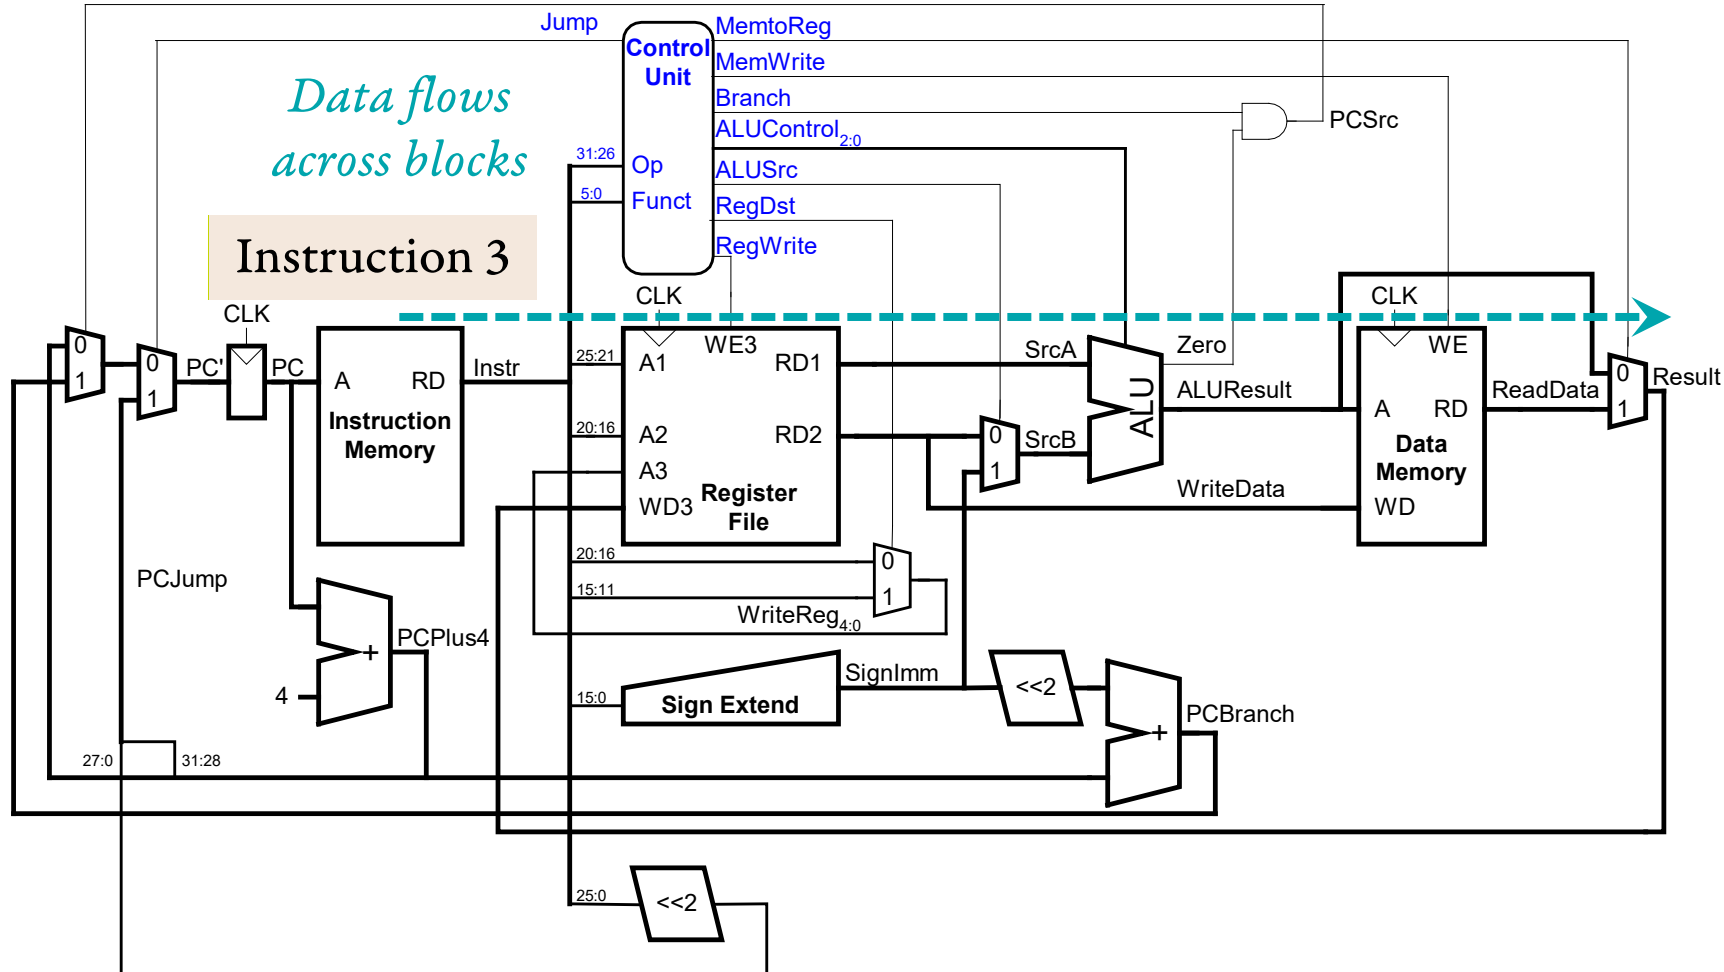 Jump
MemtoReg
Control
Unit
MemWrite
Data flows
across blocks
Branch
PCSrc
ALUControl2:0
31:26
Op
ALUSrc
5:0
Funct
RegDst
RegWrite
Instruction 3
CLK
CLK
CLK
0
1
0
1
PC'
PC
A
RD
Instruction
Memory
Instr
25:21
A1
WE3
RD1
20:16
A2
RD2
A3
WD3
Register
File
SrcA
0
1
SrcB
ALU
Zero
ALUResult
WriteData
WE
A
RD
Data
Memory
WD
ReadData
0
1
Result
20:16
0
15:11
1
WriteReg4:0
PCJump
PCPlus4
+
4
SignImm
15:0
Sign Extend
<<2
+
PCBranch
27:0
31:28
25:0
<<2